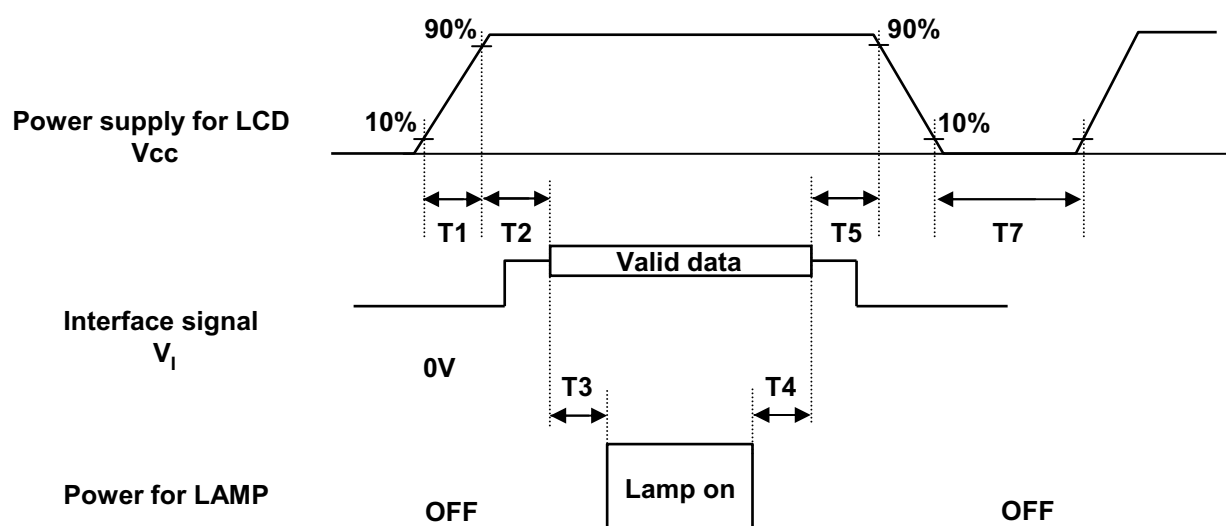 90%
90%
Power supply for LCD
Vcc
10%
10%
T1
T2
T5
T7
Valid data
Interface signal
VI
0V
T3
T4
Power for LAMP
OFF
Lamp on
OFF